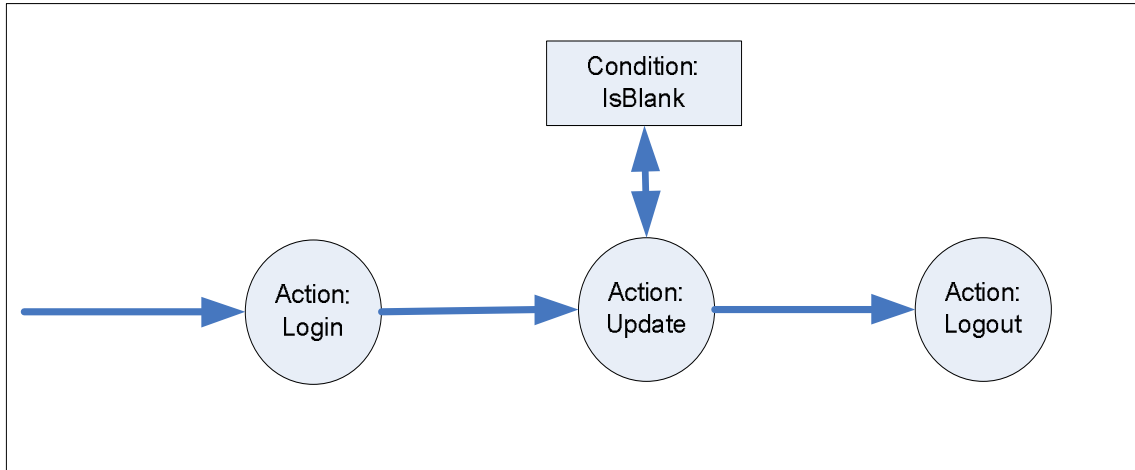 Condition:
IsBlank
Action:
Login
Action:
Update
Action:
Logout